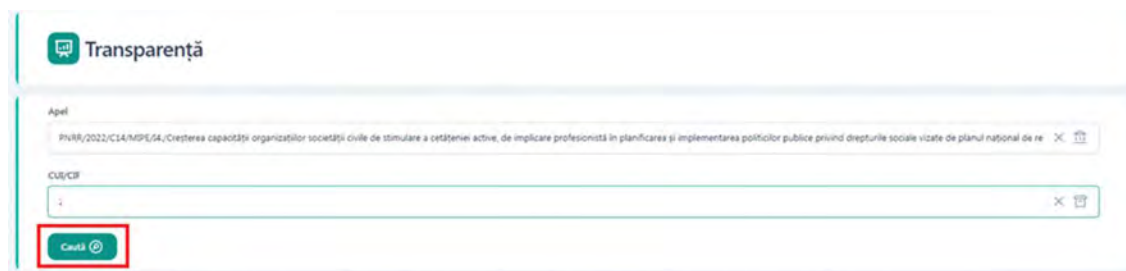 Transparență
Apel
PNRR/2022/C14/MIPE/I4./Creșterea capacității organizațiilor societății civile de stimulare a cetățeniei active, de implicare profesionistă în planificarea și implementarea politicilor publice privind drepturile sociale vizate de planul național de re
CUI/CIF
Caută